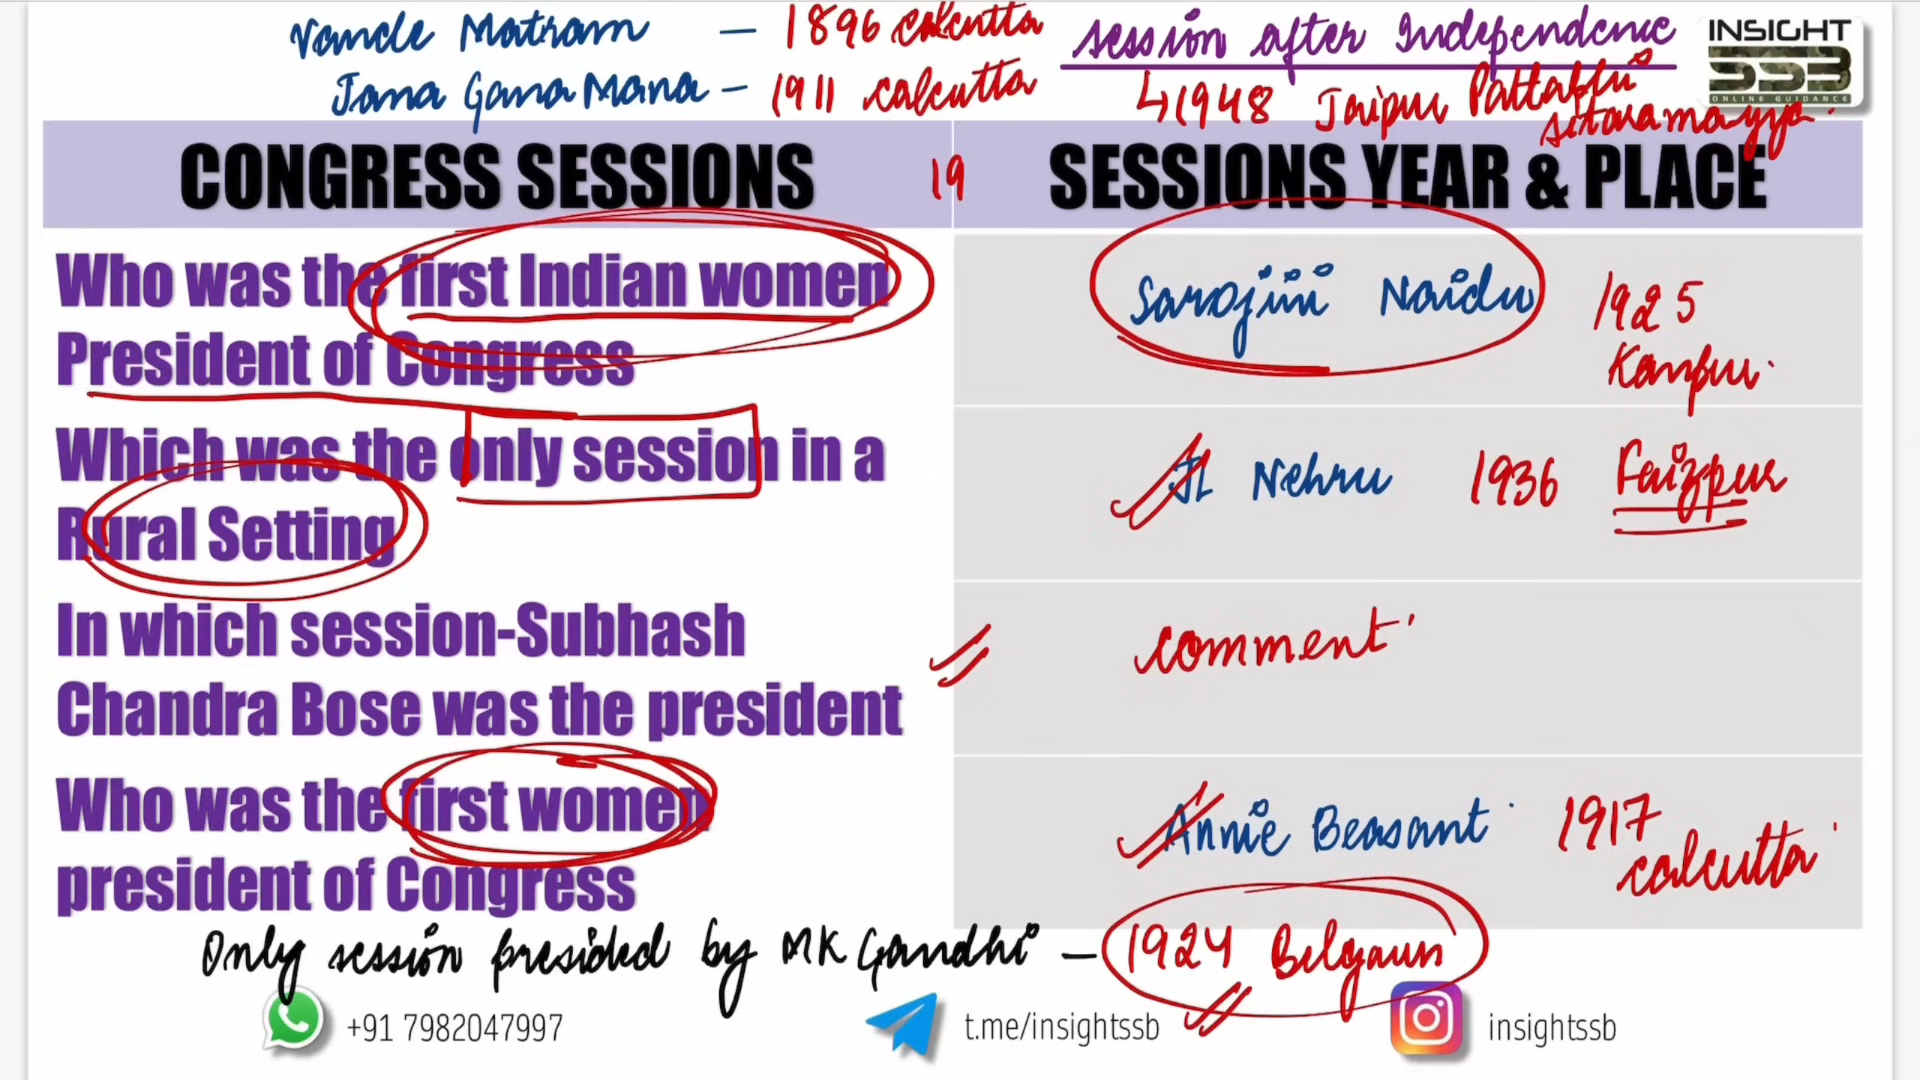 Vande Matram — 1896 calcutta
Jana Gana Mana — 1911 calcutta
session after Independence
↳1948 Jaipur Pattabhi
sitaramayya.
INSIGHT
SSB
ONLINE GUIDANCE
CONGRESS SESSIONS
19
SESSIONS YEAR & PLACE
Who was the first Indian women
President of Congress
Sarojini Naidu
1925
Kanpur.
Which was the only session in a
Rural Setting
JL Nehru 1936 Faizpur
In which session-Subhash
Chandra Bose was the president
comment
Who was the first women
president of Congress
Annie Beasant
1917
calcutta
Only session presided by MK Gandhi — 1924 Belgaum
+91 7982047997
t.me/insightssb
insightssb